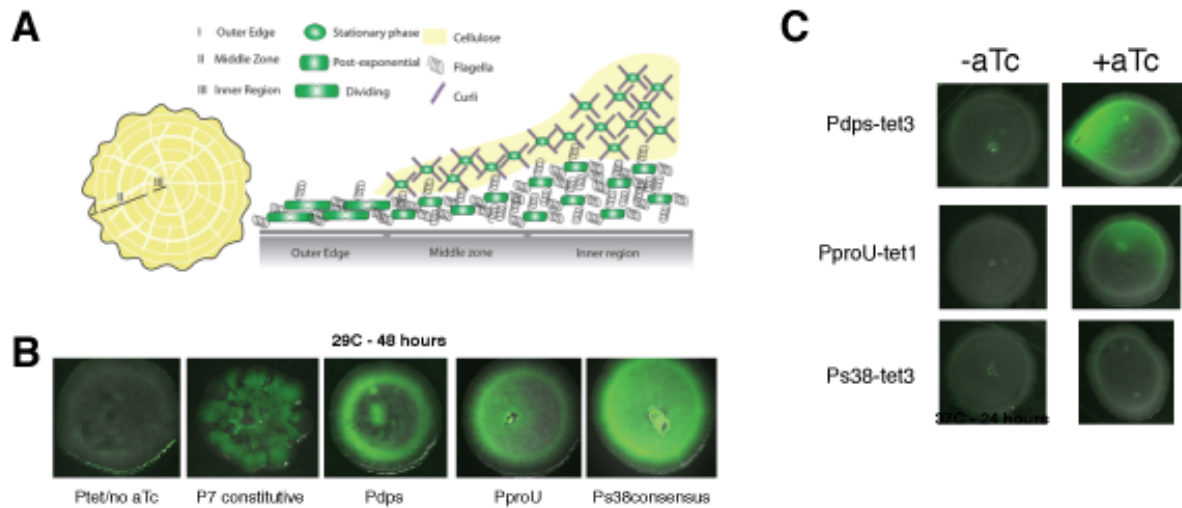 A
I Outer Edge
Stationary phase
Cellulose
II Middle Zone
Post-exponential
Flagella
III Inner Region
Dividing
Curli
II
III
Outer Edge
Middle zone
Inner region
B
29C - 48 hours
Ptet/no aTc
P7 constitutive
Pdps
PproU
Ps38consensus
C
-aTc
+aTc
Pdps-tet3
PproU-tet1
Ps38-tet3
37C - 24 hours